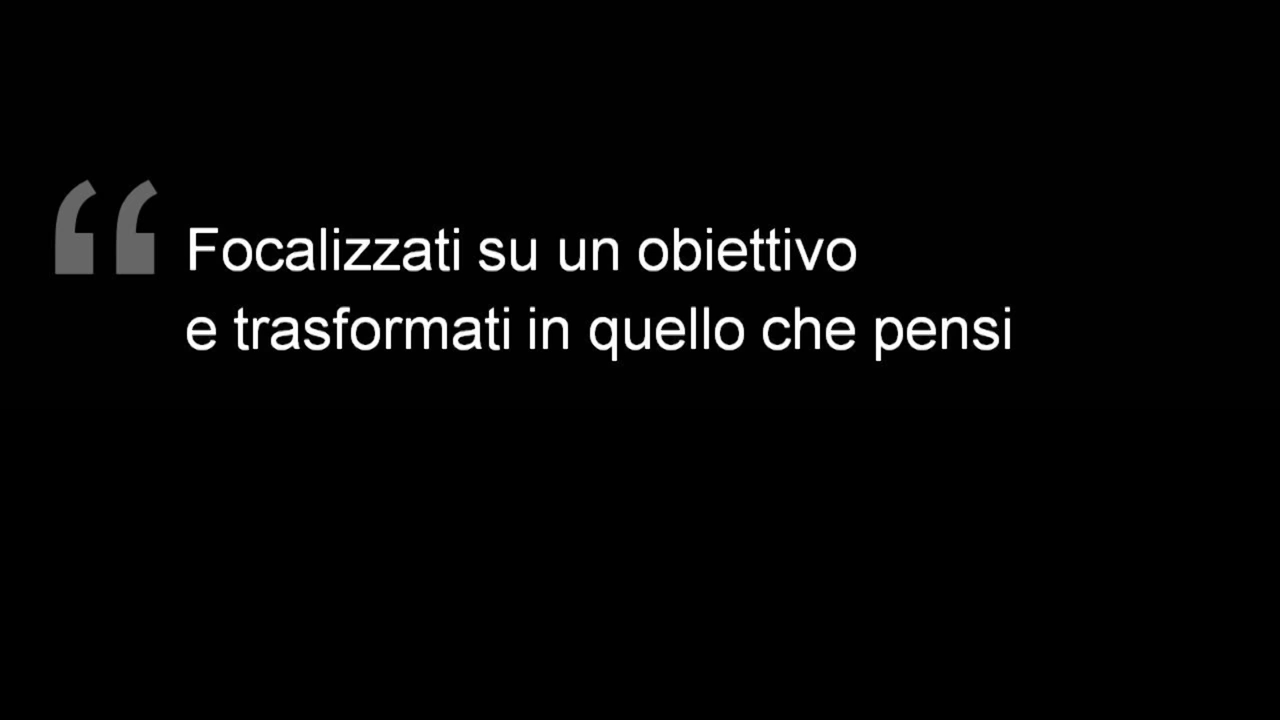 “Focalizzati su un obiettivo
e trasformati in quello che pensi